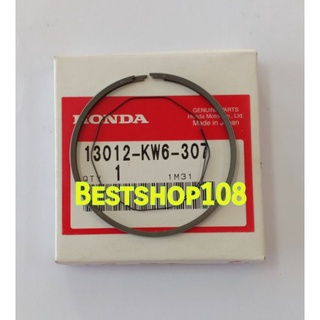 HONDA
GENUINE PARTS
Honda Motor Co., Ltd.
Made in Japan
13012-KW6-307
QTY 1 1M31
BESTSHOP108